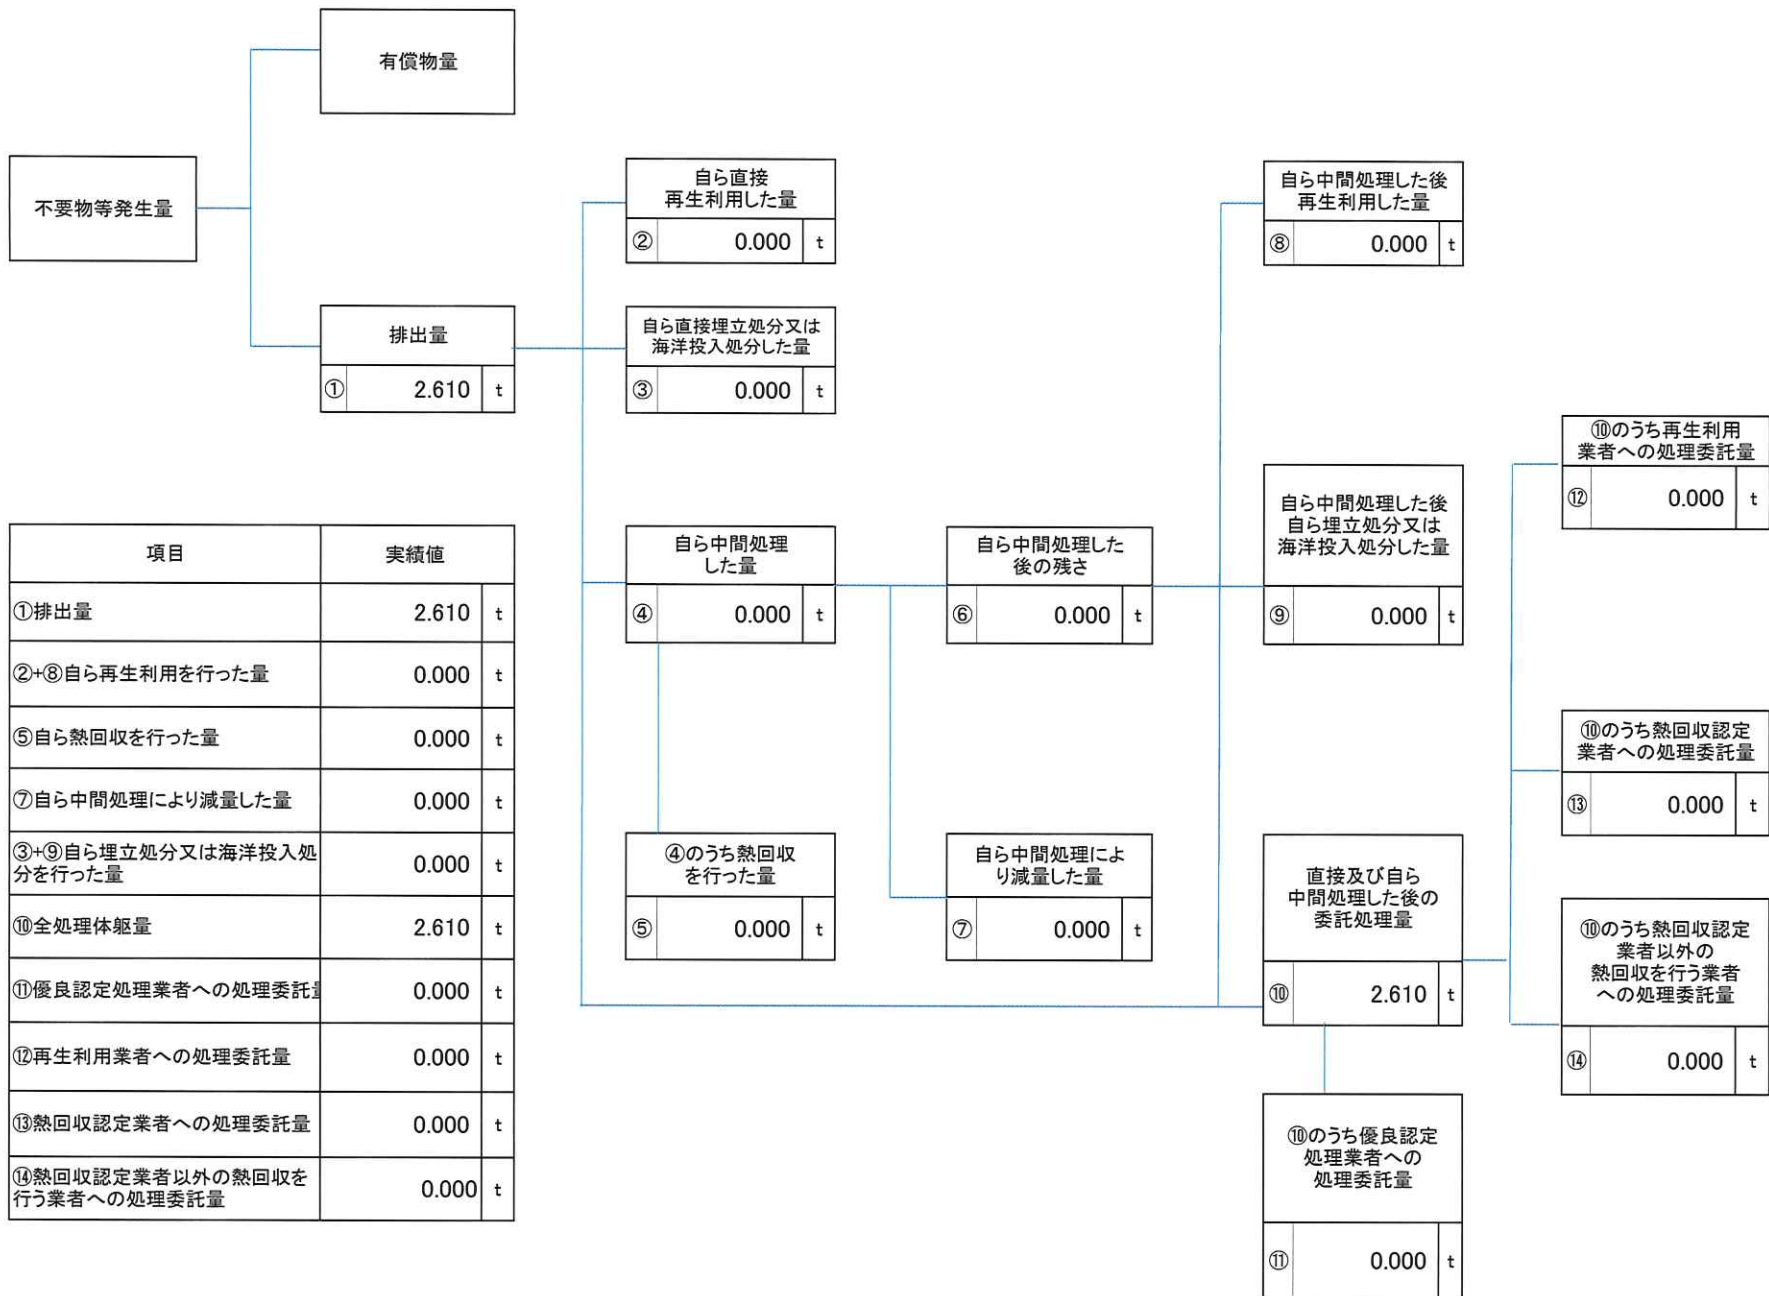 有償物量
不要物等発生量
排出量
① 2.610 t
自ら直接
再生利用した量
② 0.000 t
自ら直接埋立処分又は
海洋投入処分した量
③ 0.000 t
自ら中間処理
した量
④ 0.000 t
④のうち熱回収
を行った量
⑤ 0.000 t
自ら中間処理した
後の残さ
⑥ 0.000 t
自ら中間処理によ
り減量した量
⑦ 0.000 t
自ら中間処理した後
再生利用した量
⑧ 0.000 t
自ら中間処理した後
自ら埋立処分又は
海洋投入処分した量
⑨ 0.000 t
直接及び自ら
中間処理した後の
委託処理量
⑩ 2.610 t
⑩のうち優良認定
処理業者への
処理委託量
⑪ 0.000 t
⑩のうち再生利用
業者への処理委託量
⑫ 0.000 t
⑩のうち熱回収認定
業者への処理委託量
⑬ 0.000 t
⑩のうち熱回収認定
業者以外の
熱回収を行う業者
への処理委託量
⑭ 0.000 t
項目 実績値
①排出量 2.610 t
②+⑧自ら再生利用を行った量 0.000 t
⑤自ら熱回収を行った量 0.000 t
⑦自ら中間処理により減量した量 0.000 t
③+⑨自ら埋立処分又は海洋投入処
分を行った量 0.000 t
⑩全処理体躯量 2.610 t
⑪優良認定処理業者への処理委託量 0.000 t
⑫再生利用業者への処理委託量 0.000 t
⑬熱回収認定業者への処理委託量 0.000 t
⑭熱回収認定業者以外の熱回収を
行う業者への処理委託量 0.000 t